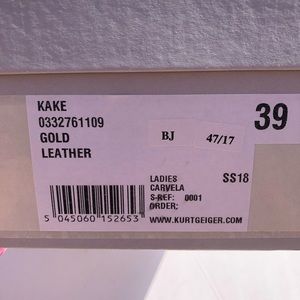 KAKE
0332761109
GOLD
LEATHER
BJ 47/17
39
LADIES
CARVELA
S-REF: 0001
ORDER;
SS18
WWW.KURTGEIGER.COM
5 045060 152653